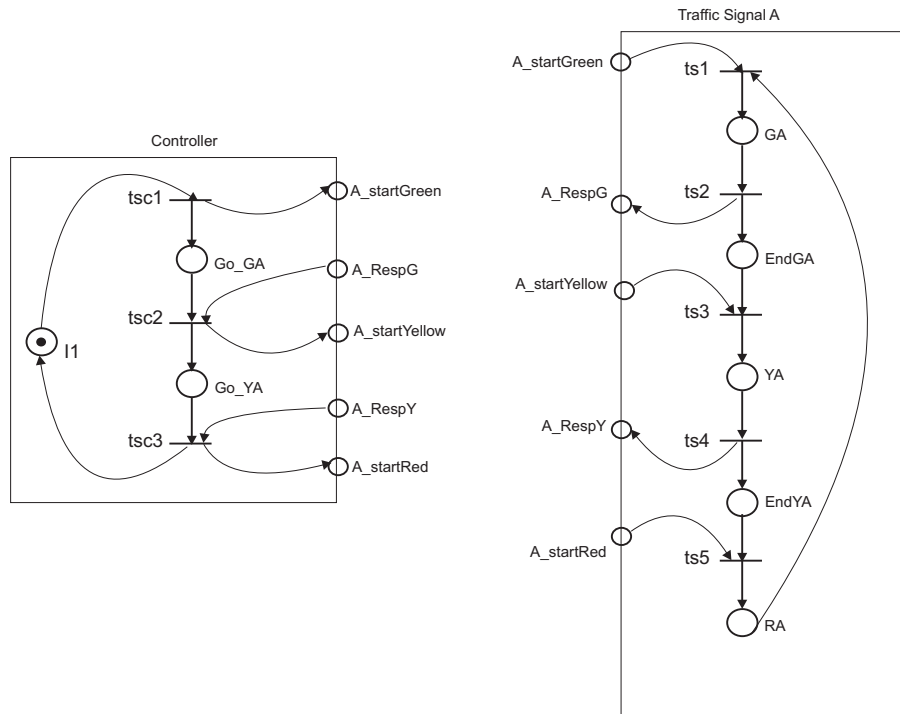 Controller
tsc1
A_startGreen
Go_GA
A_RespG
tsc2
A_startYellow
I1
Go_YA
A_RespY
tsc3
A_startRed
Traffic Signal A
A_startGreen
ts1
GA
A_RespG
ts2
EndGA
A_startYellow
ts3
YA
A_RespY
ts4
EndYA
A_startRed
ts5
RA